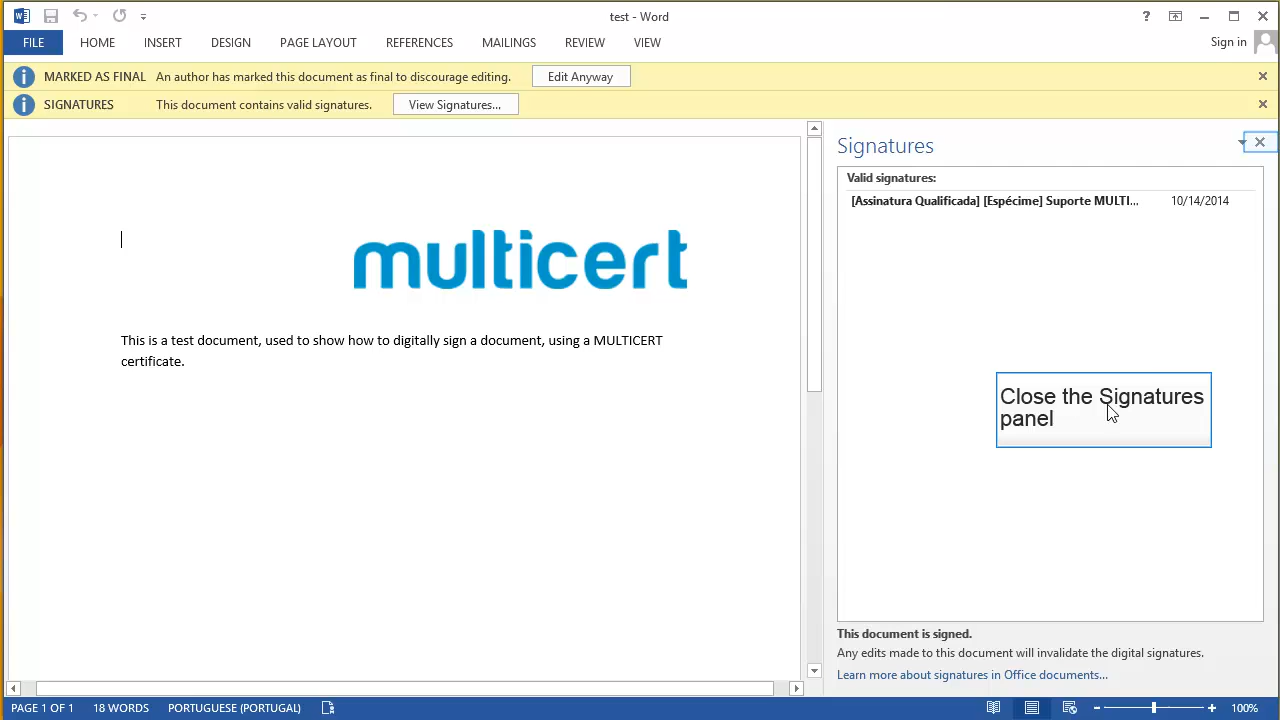 test - Word
?
FILE HOME INSERT DESIGN PAGE LAYOUT REFERENCES MAILINGS REVIEW VIEW Sign in
MARKED AS FINAL An author has marked this document as final to discourage editing. Edit Anyway
SIGNATURES This document contains valid signatures. View Signatures...
Signatures
Valid signatures:
[Assinatura Qualificada] [Espécime] Suporte MULTI... 10/14/2014
multicert
This is a test document, used to show how to digitally sign a document, using a MULTICERT
certificate.
Close the Signatures
panel
This document is signed.
Any edits made to this document will invalidate the digital signatures.
Learn more about signatures in Office documents...
PAGE 1 OF 1 18 WORDS PORTUGUESE (PORTUGAL) 100%